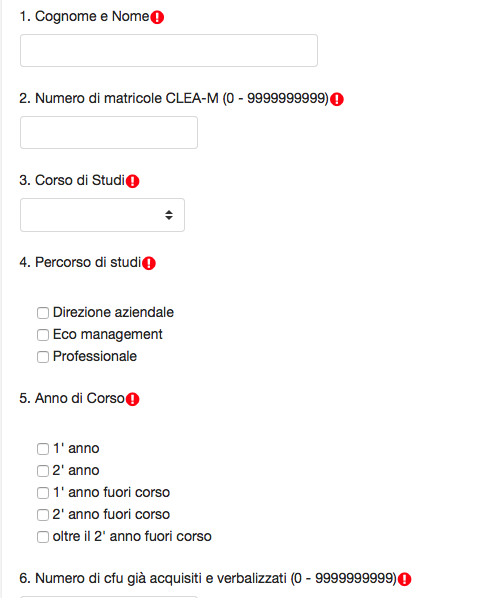 1. Cognome e Nome
2. Numero di matricole CLEA-M (0 - 9999999999)
3. Corso di Studi
4. Percorso di studi
Direzione aziendale
Eco management
Professionale
5. Anno di Corso
1' anno
2' anno
1' anno fuori corso
2' anno fuori corso
oltre il 2' anno fuori corso
6. Numero di cfu già acquisiti e verbalizzati (0 - 9999999999)